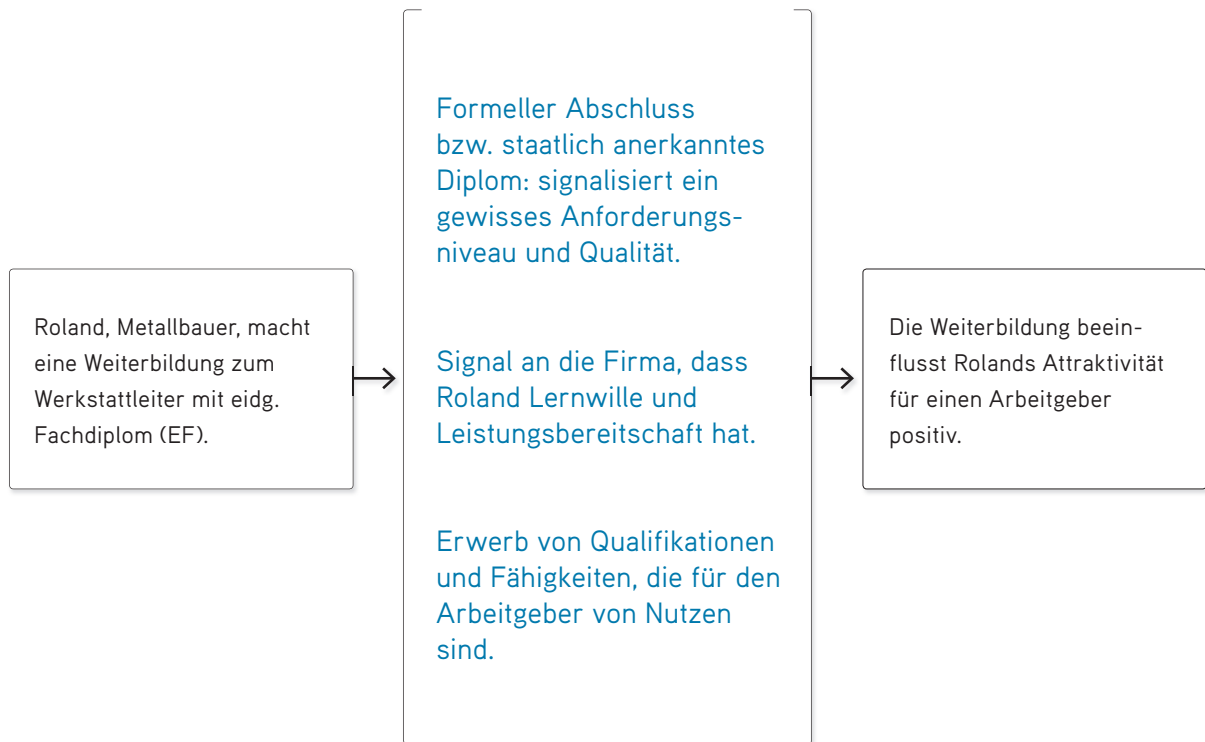 Roland, Metallbauer, macht
eine Weiterbildung zum
Werkstattleiter mit eidg.
Fachdiplom (EF).
Formeller Abschluss
bzw. staatlich anerkanntes
Diplom: signalisiert ein
gewisses Anforderungs-
niveau und Qualität.
Signal an die Firma, dass
Roland Lernwille und
Leistungsbereitschaft hat.
Erwerb von Qualifikationen
und Fähigkeiten, die für den
Arbeitgeber von Nutzen
sind.
Die Weiterbildung beein-
flusst Rolands Attraktivität
für einen Arbeitgeber
positiv.